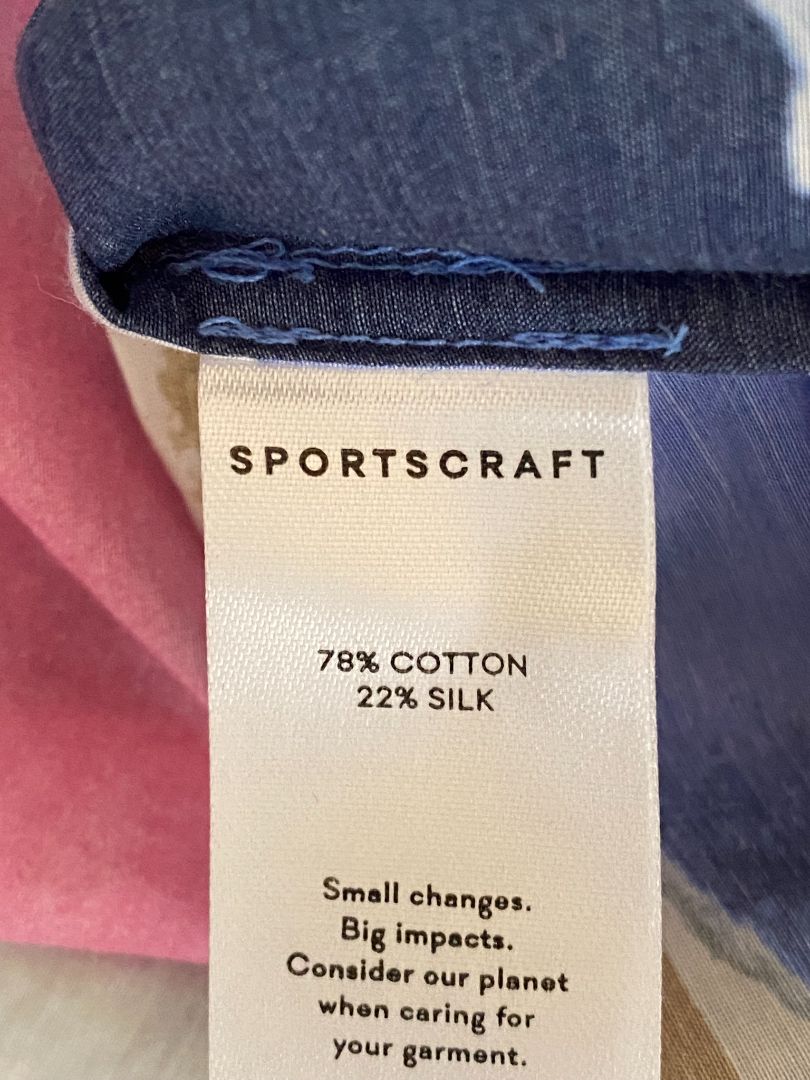 SPORTSCRAFT
78% COTTON
22% SILK
Small changes.
Big impacts.
Consider our planet
when caring for
your garment.